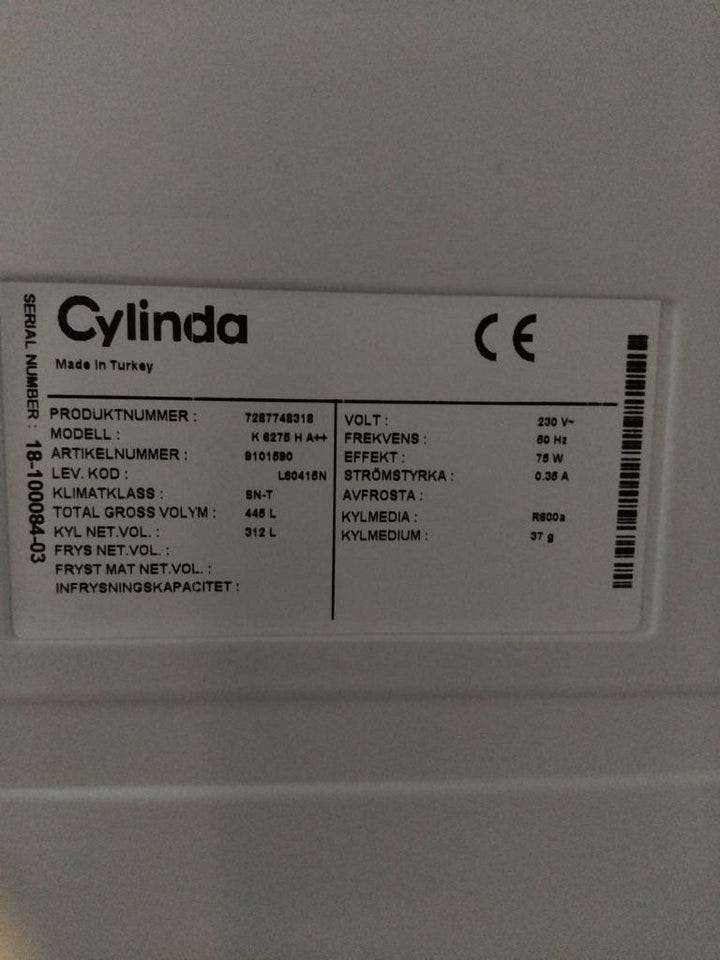 Cylinda
CE
Made in Turkey
SERIAL NUMBER : 18-100084-03
PRODUKTNUMMER : 7287748318
MODELL : K 6275 H A++
ARTIKELNUMMER : 9101590
LEV. KOD : L60415N
KLIMATKLASS : SN-T
TOTAL GROSS VOLYM : 445 L
KYL NET.VOL. : 312 L
FRYS NET.VOL. :
FRYST MAT NET.VOL. :
INFRYSNINGSKAPACITET :
VOLT : 230 V~
FREKVENS : 50 Hz
EFFEKT : 75 W
STRÖMSTYRKA : 0.35 A
AVFROSTA :
KYLMEDIA : R600a
KYLMEDIUM : 37 g